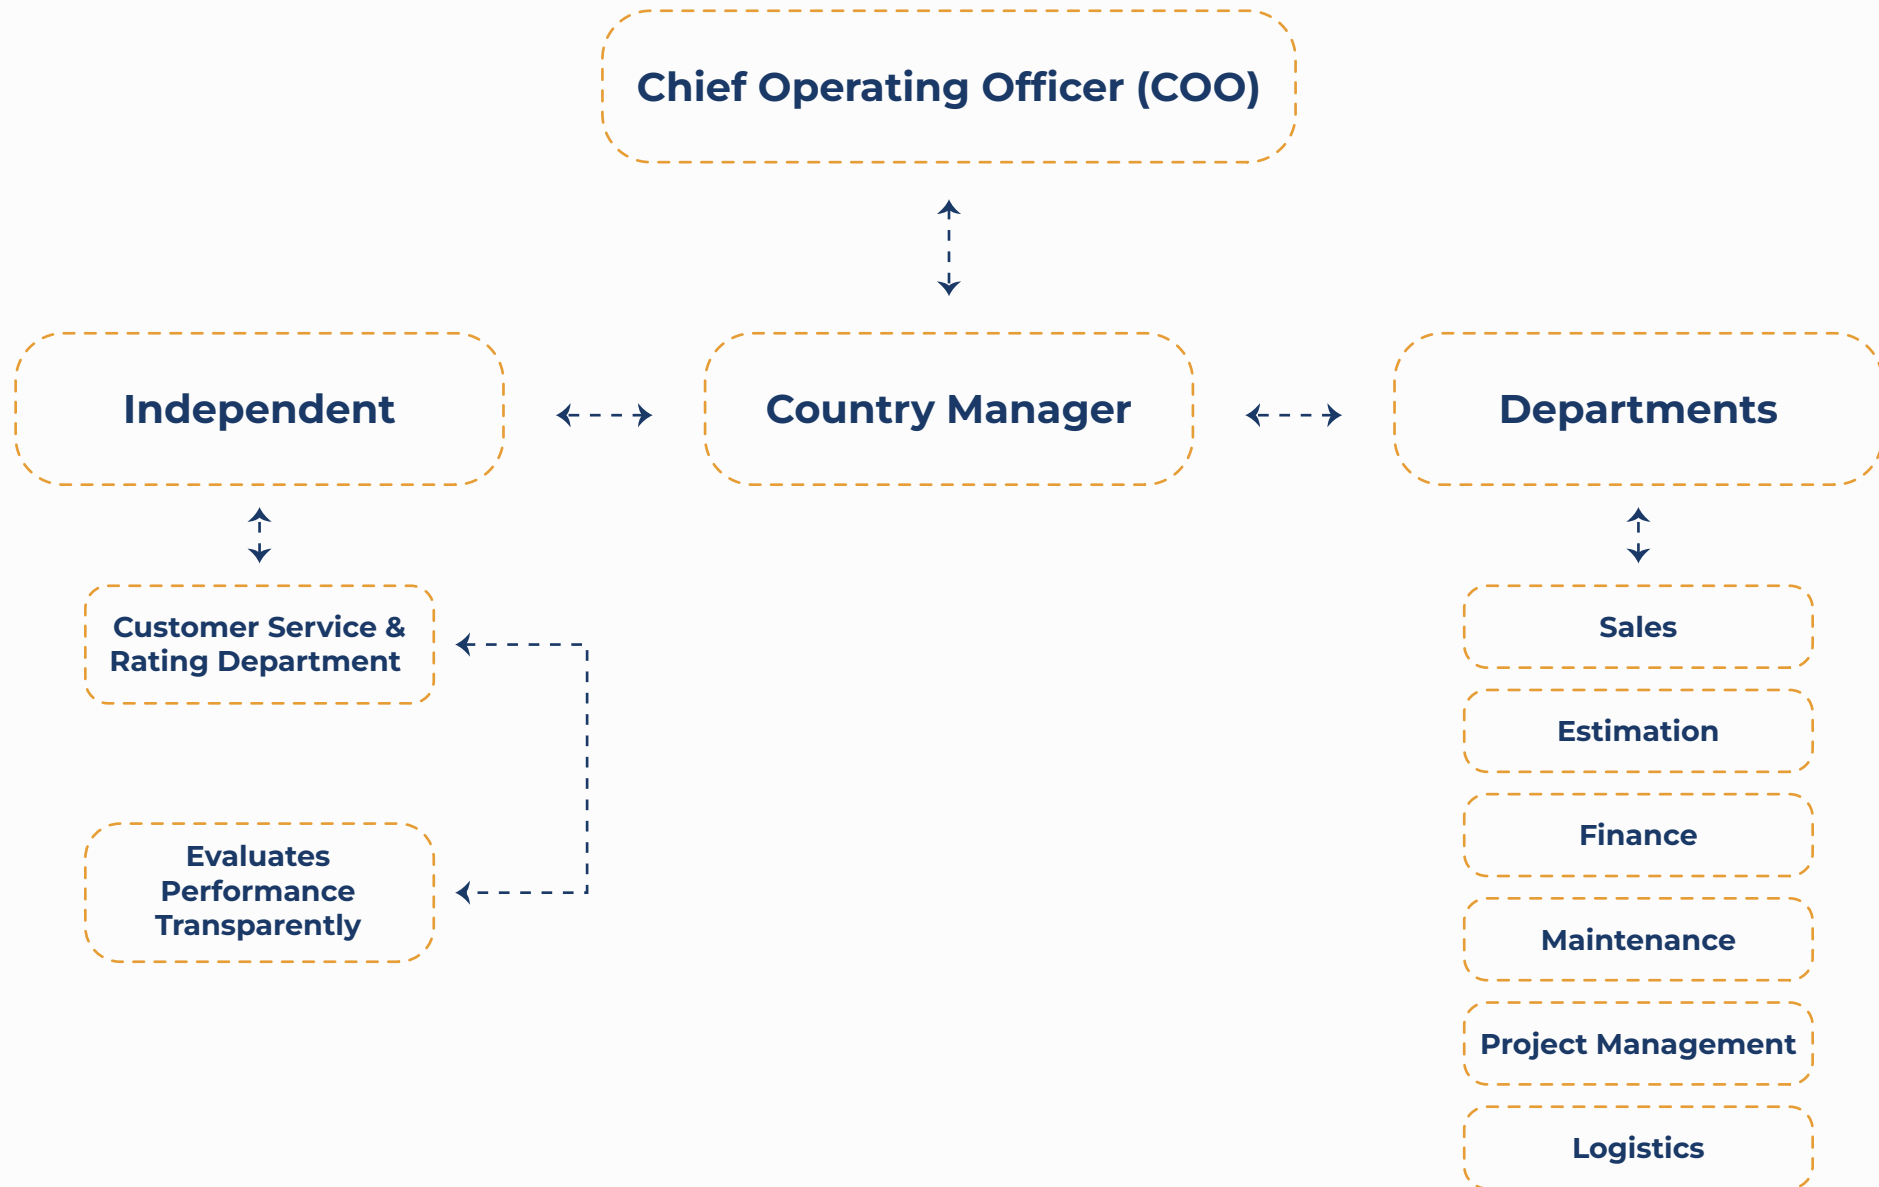 Chief Operating Officer (COO)
Independent
Country Manager
Departments
Customer Service &
Rating Department
Evaluates
Performance
Transparently
Sales
Estimation
Finance
Maintenance
Project Management
Logistics